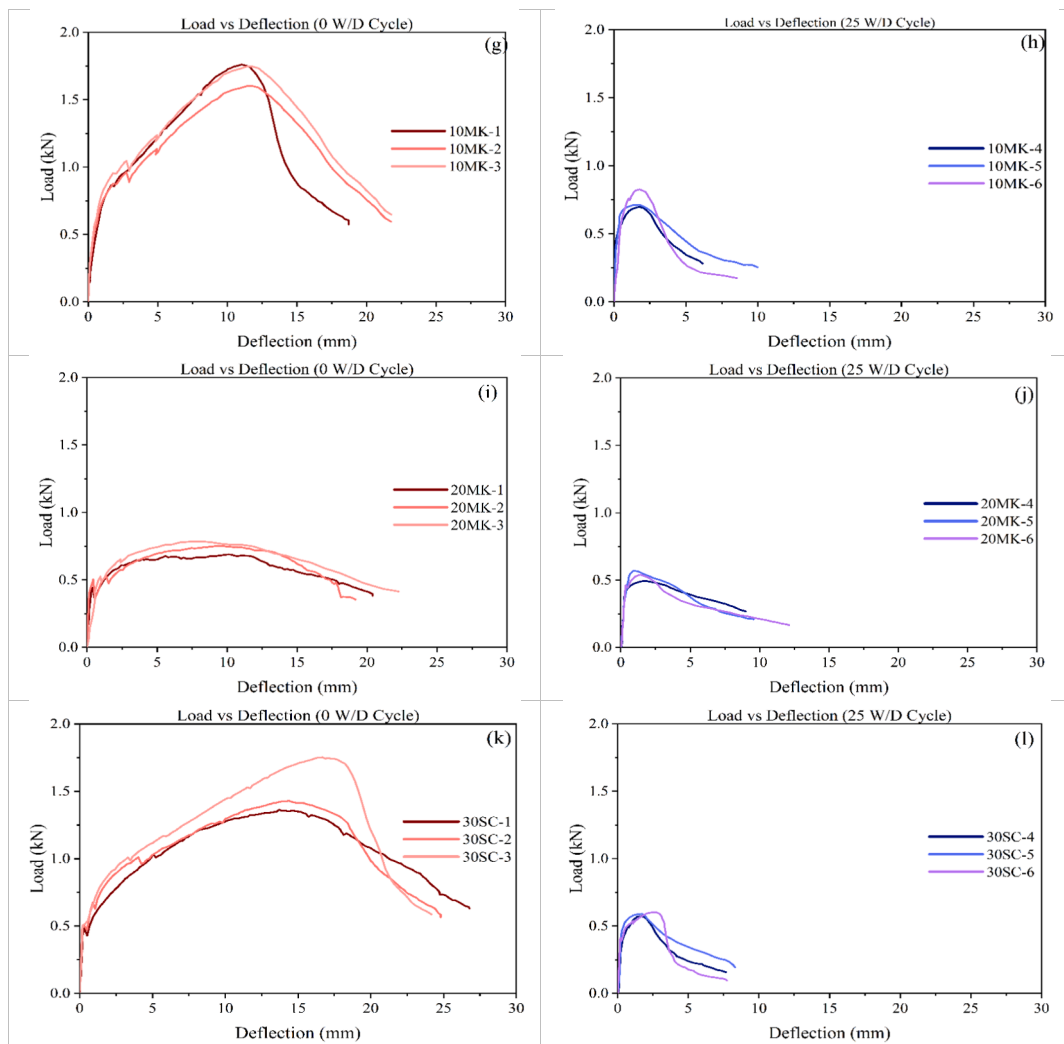 Load vs Deflection (0 W/D Cycle)
(g)
2.0
1.5
1.0
0.5
0.0
Load (kN)
10MK-1
10MK-2
10MK-3
0 5 10 15 20 25 30
Deflection (mm)
Load vs Deflection (25 W/D Cycle)
(h)
2.0
1.5
1.0
0.5
0.0
Load (kN)
10MK-4
10MK-5
10MK-6
0 5 10 15 20 25 30
Deflection (mm)
Load vs Deflection (0 W/D Cycle)
(i)
2.0
1.5
1.0
0.5
0.0
Load (kN)
20MK-1
20MK-2
20MK-3
0 5 10 15 20 25 30
Deflection (mm)
Load vs Deflection (25 W/D Cycle)
(j)
2.0
1.5
1.0
0.5
0.0
Load (kN)
20MK-4
20MK-5
20MK-6
0 5 10 15 20 25 30
Deflection (mm)
Load vs Deflection (0 W/D Cycle)
(k)
2.0
1.5
1.0
0.5
0.0
Load (kN)
30SC-1
30SC-2
30SC-3
0 5 10 15 20 25 30
Deflection (mm)
Load vs Deflection (25 W/D Cycle)
(l)
2.0
1.5
1.0
0.5
0.0
Load (kN)
30SC-4
30SC-5
30SC-6
0 5 10 15 20 25 30
Deflection (mm)